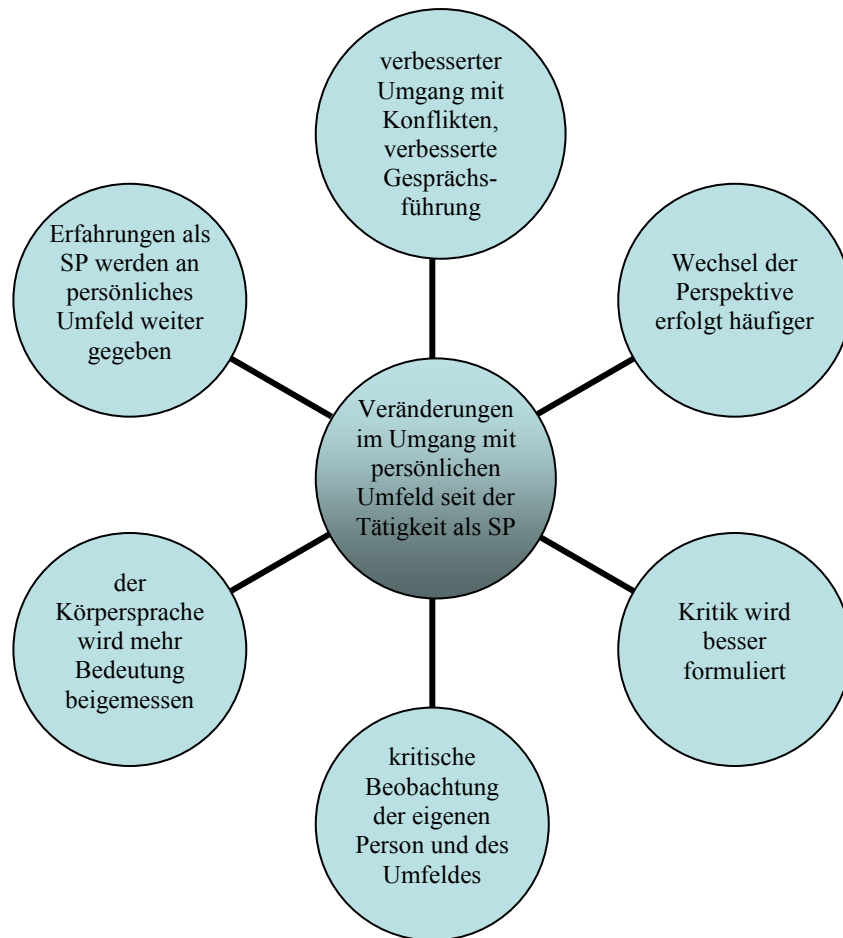 verbesserter
Umgang mit
Konflikten,
verbesserte
Gesprächs-
führung
Erfahrungen als
SP werden an
persönliches
Umfeld weiter
gegeben
Wechsel der
Perspektive
erfolgt häufiger
Veränderungen
im Umgang mit
persönlichen
Umfeld seit der
Tätigkeit als SP
der
Körpersprache
wird mehr
Bedeutung
beigemessen
Kritik wird
besser
formuliert
kritische
Beobachtung
der eigenen
Person und des
Umfeldes